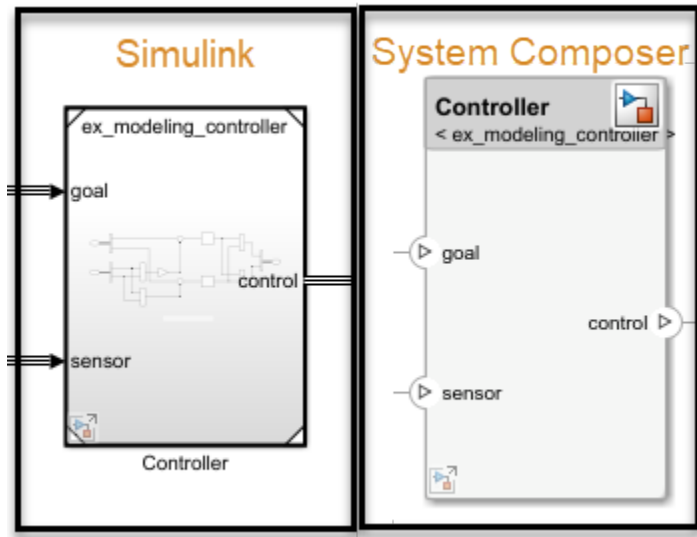 Simulink
ex_modeling_controller
goal
control
sensor
Controller
System Composer
Controller
< ex_modeling_controller >
goal
control
sensor